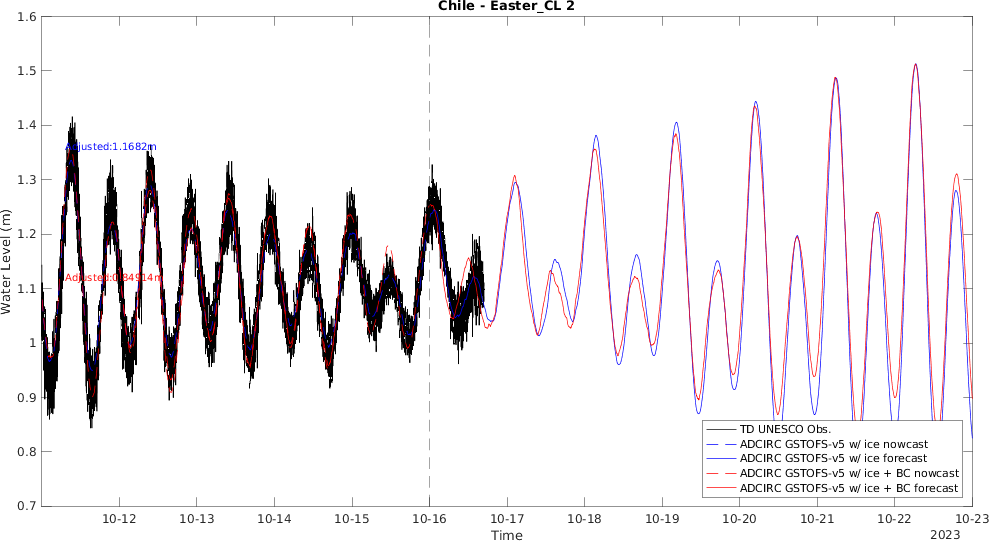 Chile - Easter_CL 2
1.6
1.5
1.4
1.3
1.2
1.1
1
0.9
0.8
0.7
Water Level (m)
Adjusted:1.1682m
Adjusted:0.84914m
10-12
10-13
10-14
10-15
10-16
10-17
10-18
10-19
10-20
10-21
10-22
10-23
Time
2023
TD UNESCO Obs.
ADCIRC GSTOFS-v5 w/ ice nowcast
ADCIRC GSTOFS-v5 w/ ice forecast
ADCIRC GSTOFS-v5 w/ ice + BC nowcast
ADCIRC GSTOFS-v5 w/ ice + BC forecast